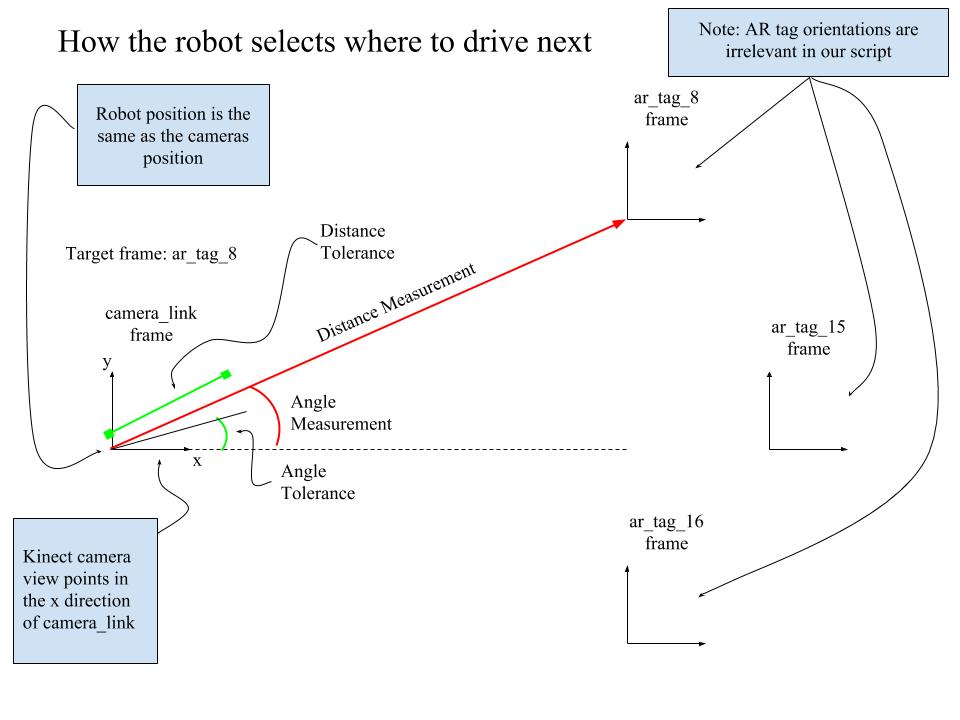 How the robot selects where to drive next
Note: AR tag orientations are
irrelevant in our script
Robot position is the
same as the cameras
position
ar_tag_8
frame
Target frame: ar_tag_8
Distance
Tolerance
Distance Measurement
camera_link
frame
y
x
Angle
Measurement
Angle
Tolerance
ar_tag_15
frame
ar_tag_16
frame
Kinect camera
view points in
the x direction
of camera_link